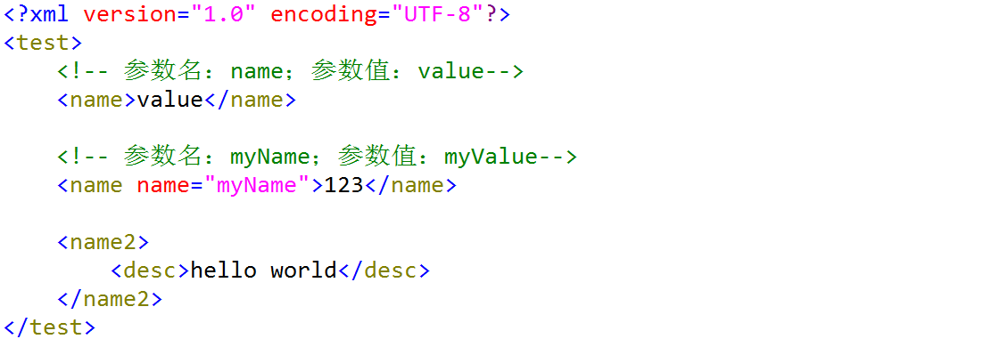 <?xml version="1.0" encoding="UTF-8"?>
<test>
    <!-- 参数名：name；参数值：value-->
    <name>value</name>

    <!-- 参数名：myName；参数值：myValue-->
    <name name="myName">123</name>

    <name2>
        <desc>hello world</desc>
    </name2>
</test>